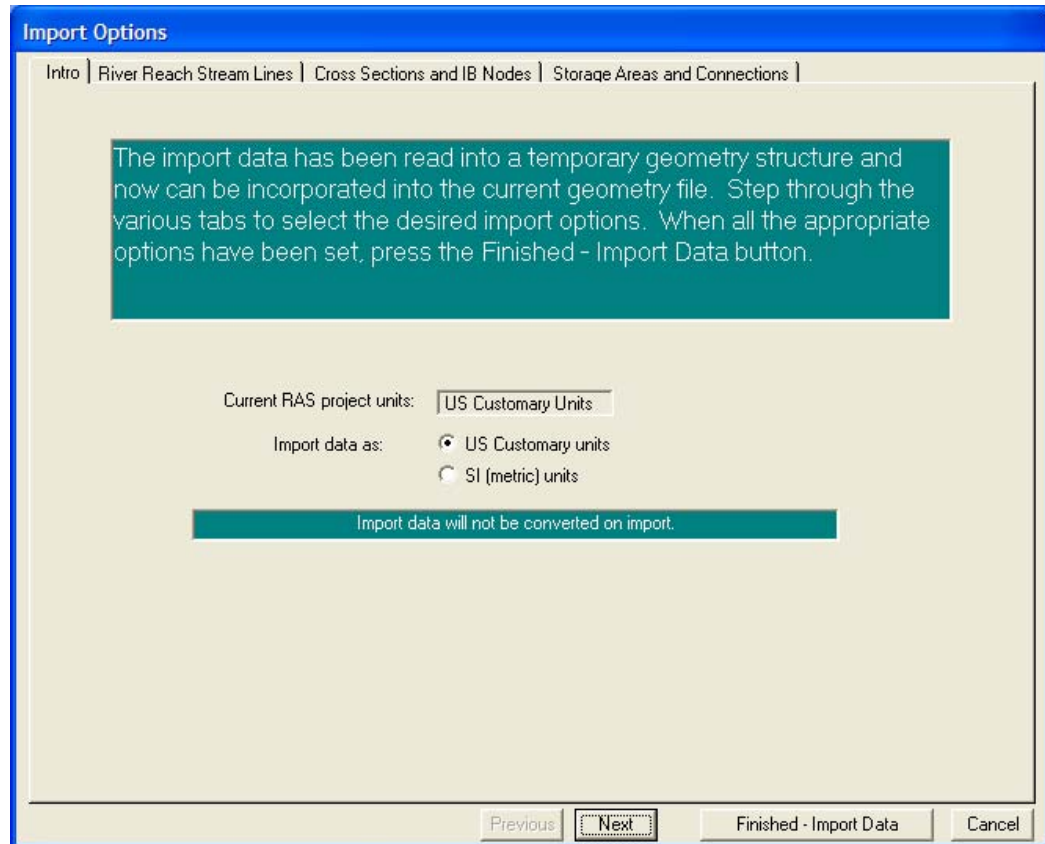 Import Options
Intro
River Reach Stream Lines
Cross Sections and IB Nodes
Storage Areas and Connections
The import data has been read into a temporary geometry structure and
now can be incorporated into the current geometry file. Step through the
various tabs to select the desired import options. When all the appropriate
options have been set, press the Finished - Import Data button.
Current RAS project units: US Customary Units
Import data as: US Customary units
SI (metric) units
Import data will not be converted on import.
Previous Next Finished - Import Data Cancel